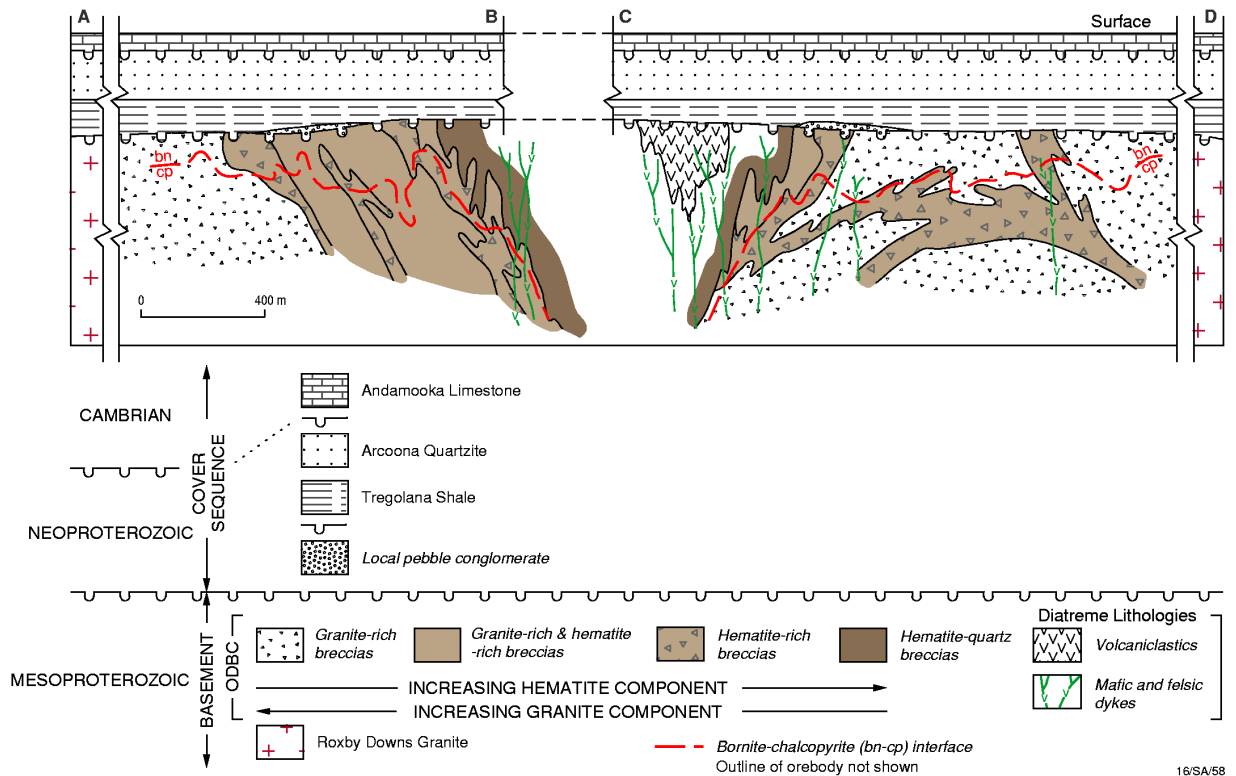 A
B
C
D
Surface
bn
cp
bn
cp
0
400 m
CAMBRIAN
NEOPROTEROZOIC
MESOPROTEROZOIC
COVER
SEQUENCE
BASEMENT
ODBC
Andamooka Limestone
Arcoona Quartzite
Tregolana Shale
Local pebble conglomerate
Granite-rich
breccias
Granite-rich & hematite
-rich breccias
Hematite-rich
breccias
Hematite-quartz
breccias
Diatreme Lithologies
Volcaniclastics
Mafic and felsic
dykes
INCREASING HEMATITE COMPONENT
INCREASING GRANITE COMPONENT
Roxby Downs Granite
Bornite-chalcopyrite (bn-cp) interface
Outline of orebody not shown
16/SA/58